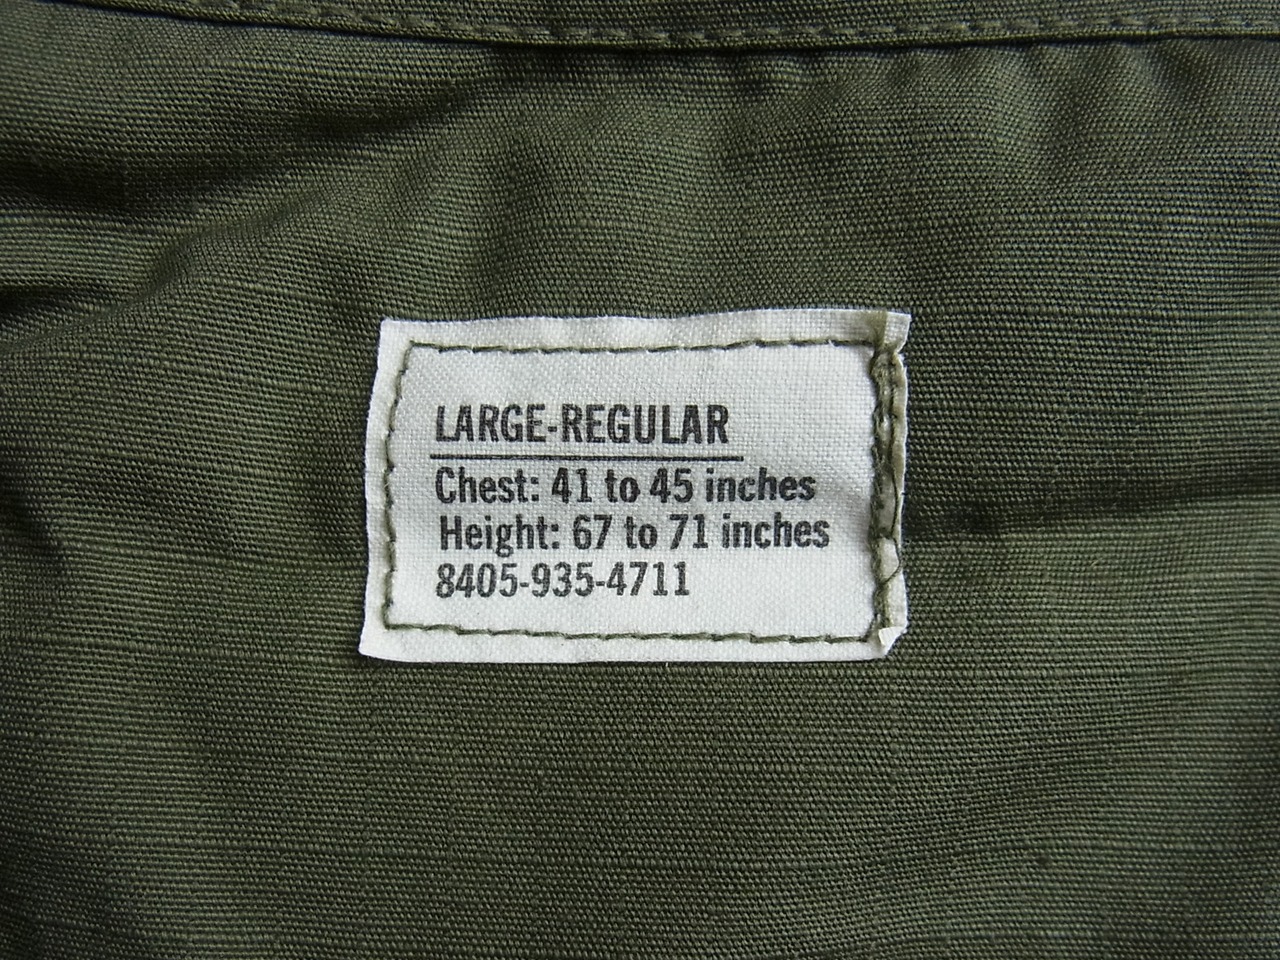 LARGE-REGULAR
Chest: 41 to 45 inches
Height: 67 to 71 inches
8405-935-4711